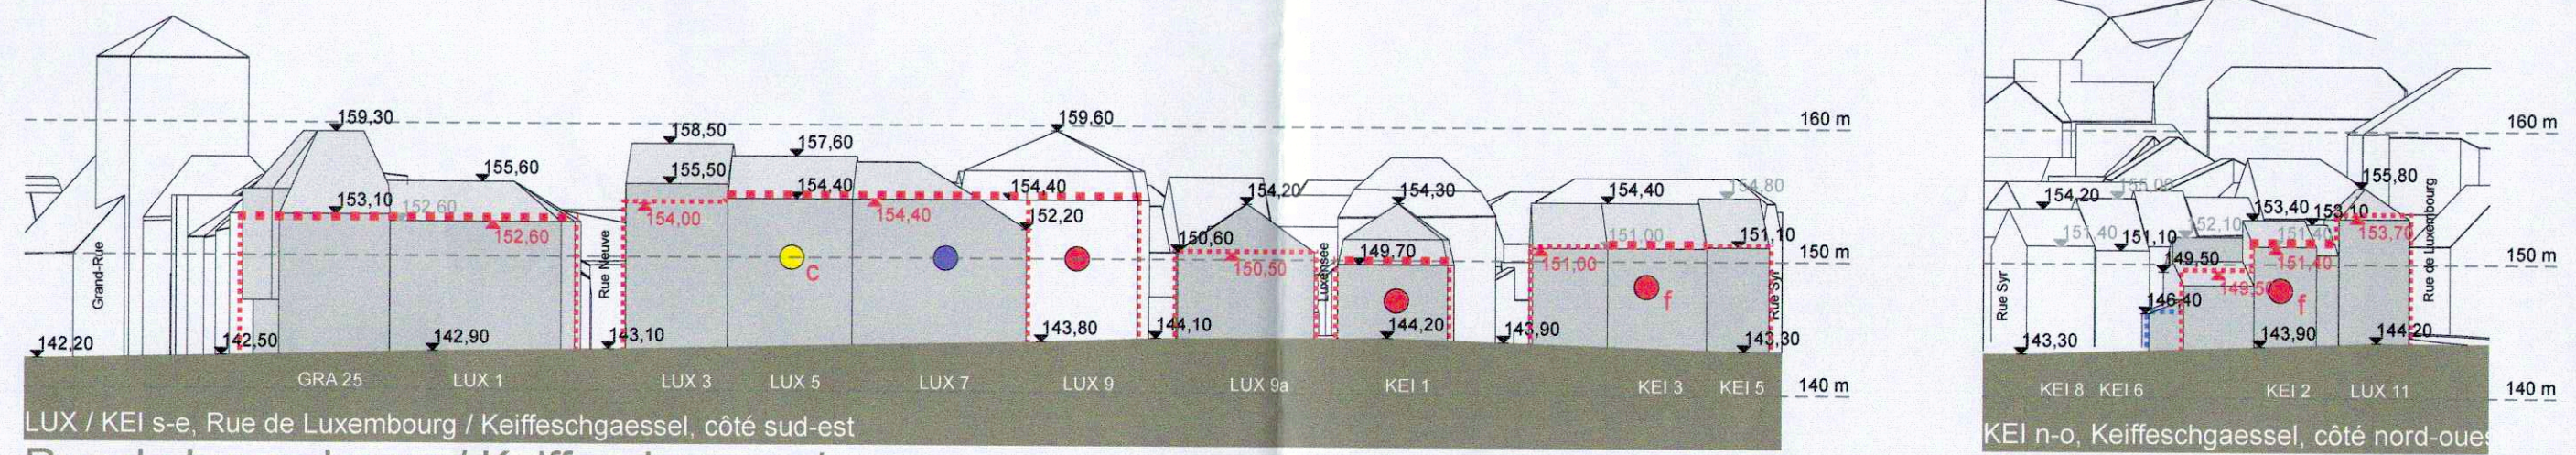 159,30
159,60
158,50
157,60
155,60
155,50
160 m
153,10
152,60
152,60
154,00
154,40
154,40
154,40
152,20
154,20
150,60
150,50
154,30
149,70
154,40
154,80
151,00
151,00
151,10
150 m
Grand-Rue
Rue Neuve
Luxensee
Rue Syr
C
f
142,20
142,50
142,90
143,10
143,80
144,10
144,20
143,90
143,30
GRA 25
LUX 1
LUX 3
LUX 5
LUX 7
LUX 9
LUX 9a
KEI 1
KEI 3
KEI 5
140 m
LUX / KEI s-e, Rue de Luxembourg / Keiffeschgaessel, côté sud-est
160 m
154,20
155,00
155,80
151,40
151,10
152,10
153,40
153,10
153,70
151,40
151,40
149,50
149,50
146,40
150 m
Rue Syr
Rue de Luxembourg
f
143,30
143,90
144,20
KEI 8
KEI 6
KEI 2
LUX 11
140 m
KEI n-o, Keiffeschgaessel, côté nord-oues